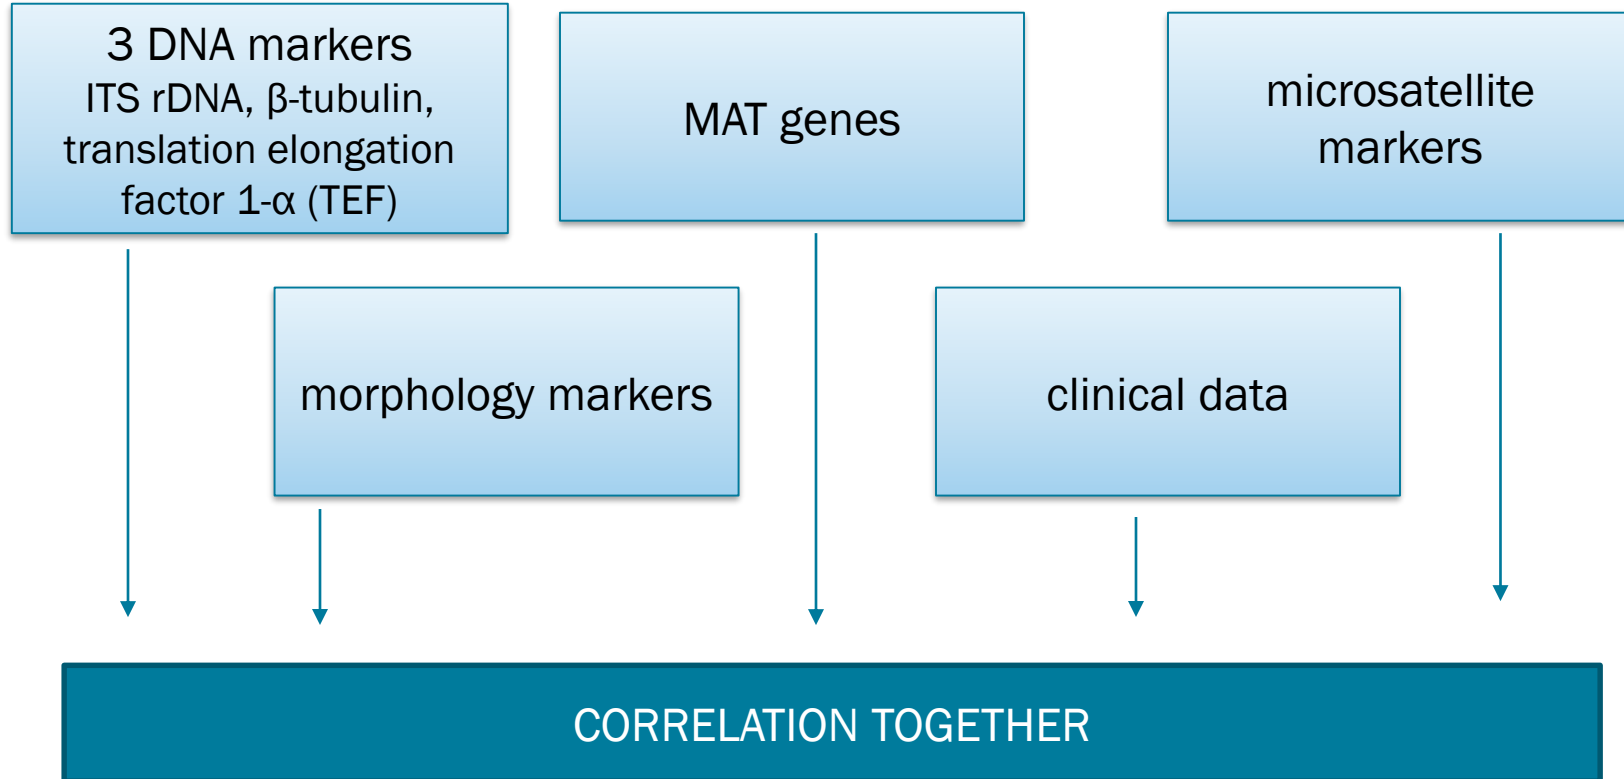 3 DNA markers
ITS rDNA, β-tubulin,
translation elongation
factor 1-α (TEF)
MAT genes
microsatellite
markers
morphology markers
clinical data
CORRELATION TOGETHER